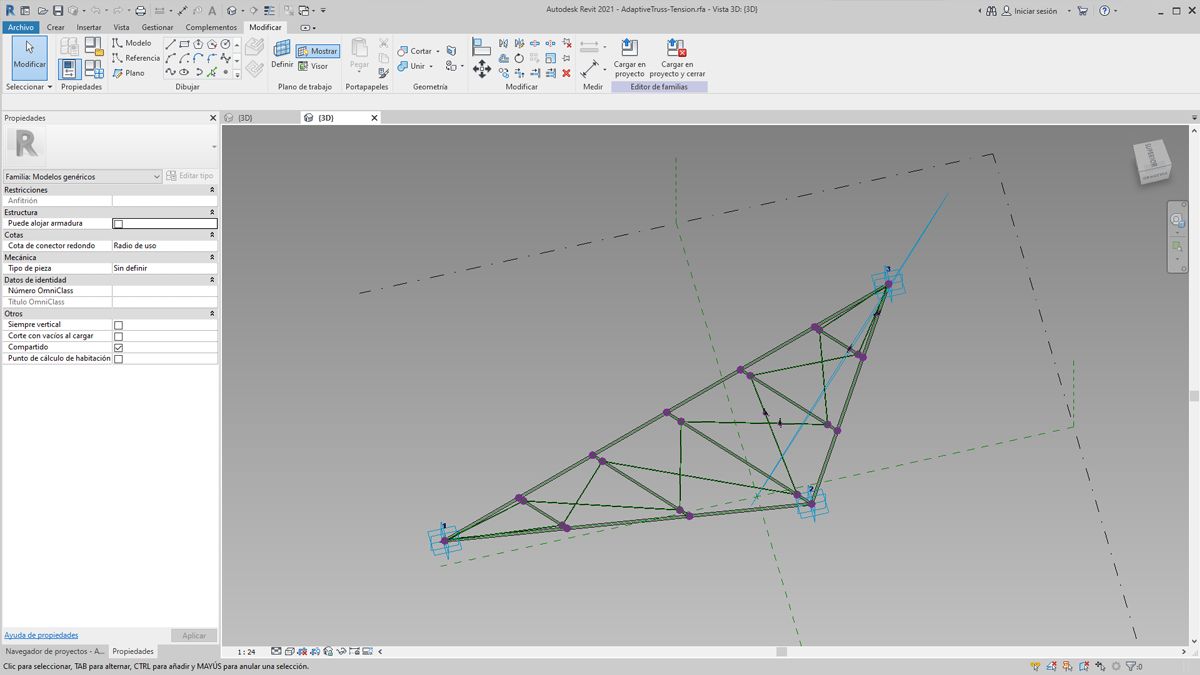 Autodesk Revit 2021 - AdaptiveTruss-Tension.rfa - Vista 3D: {3D}
Iniciar sesión
Archivo Crear Insertar Vista Gestionar Complementos Modificar
Modificar
Modelo
Referencia
Plano
Definir
Mostrar
Visor
Pegar
Cortar
Unir
Cargar en proyecto
Cargar en proyecto y cerrar
Seleccionar Propiedades Dibujar Plano de trabajo Portapapeles Geometría Modificar Medir Editor de familias
Propiedades
{3D}
{3D}
R
Familia: Modelos genéricos
Editar tipo
Restricciones
Anfitrión
Estructura
Puede alojar armadura
Cotas
Cota de conector redondo Radio de uso
Mecánica
Tipo de pieza Sin definir
Datos de identidad
Número OmniClass
Título OmniClass
Otros
Siempre vertical
Corte con vacíos al cargar
Compartido
Punto de cálculo de habitación
SUPERIOR
3
2
1
Ayuda de propiedades
Aplicar
Navegador de proyectos - A...
Propiedades
1 : 24
Clic para seleccionar, TAB para alternar, CTRL para añadir y MAYÚS para anular una selección.
:0